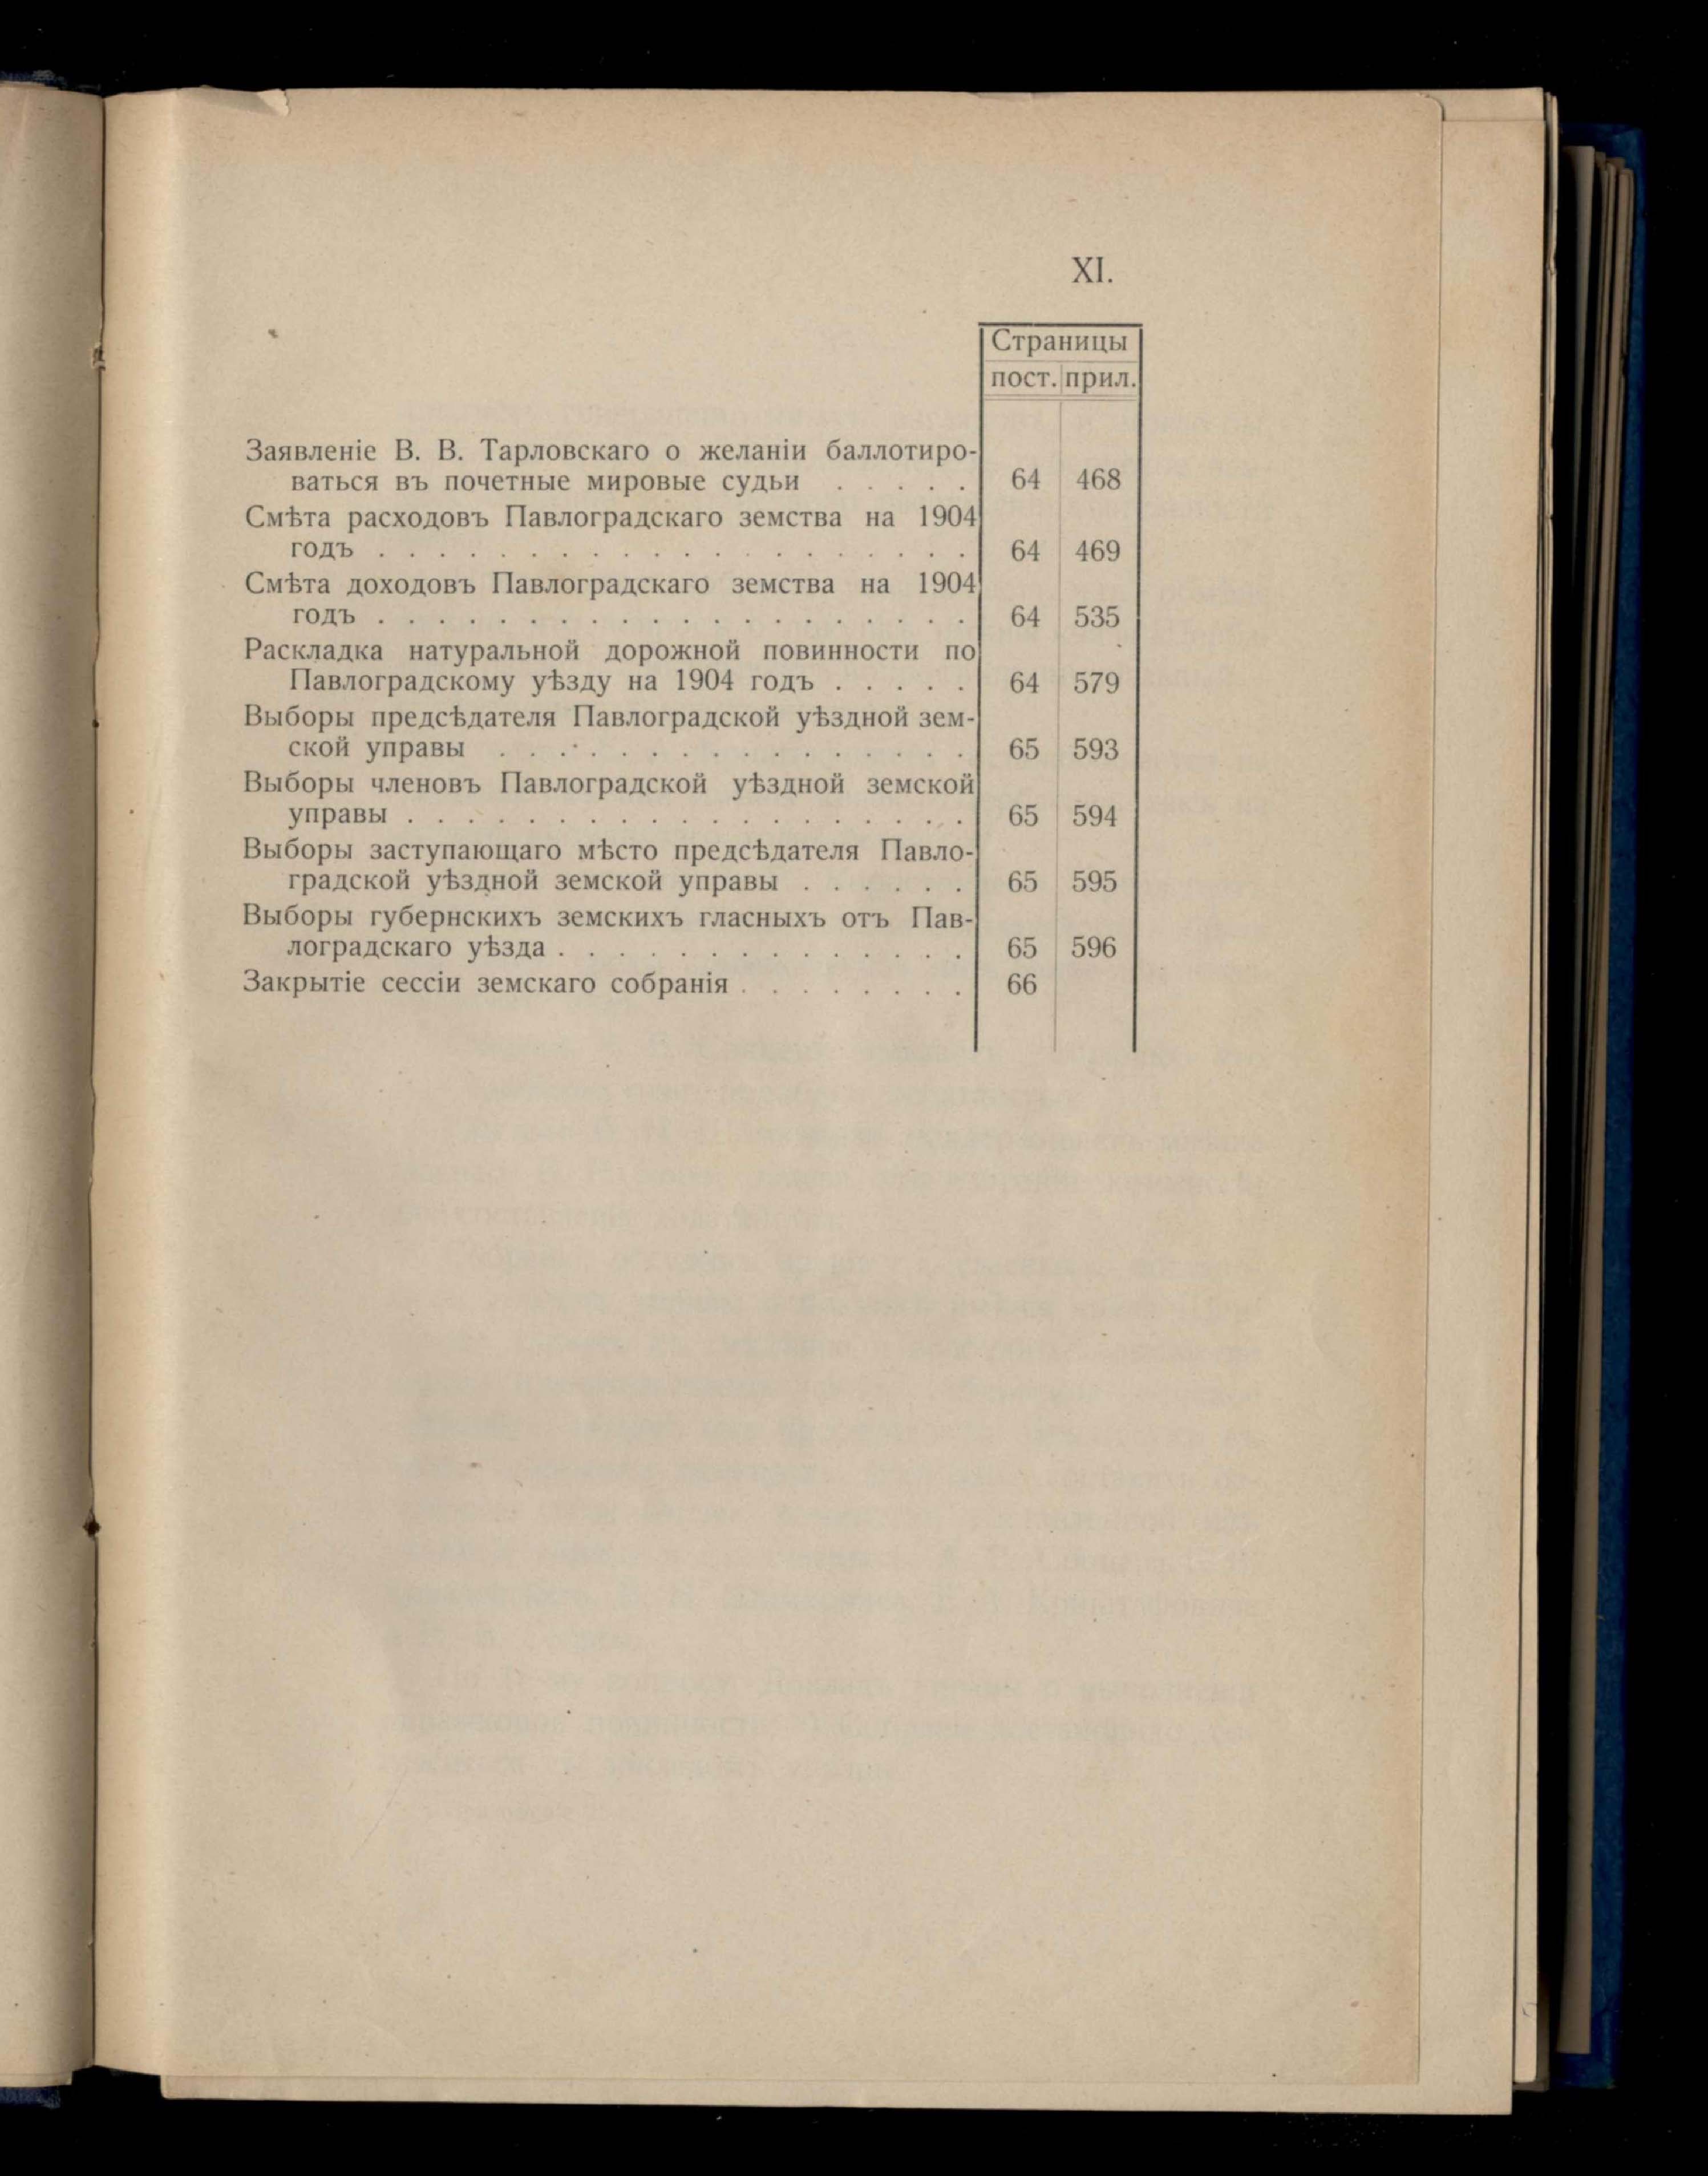 XI.
Страницы
пост. прил.
Заявленіе В. В. Тарловскаго о желаніи баллотиро-
ваться въ почетные мировые судьи . . . . . 64 468
Смѣта расходовъ Павлоградскаго земства на 1904
годъ . . . . . . . . . . . . . . . . . . . . 64 469
Смѣта доходовъ Павлоградскаго земства на 1904
годъ . . . . . . . . . . . . . . . . . . . . 64 535
Раскладка натуральной дорожной повинности по
Павлоградскому уѣзду на 1904 годъ . . . . . 64 579
Выборы предсѣдателя Павлоградской уѣздной зем-
ской управы . . . . . . . . . . . . . . . . 65 593
Выборы членовъ Павлоградской уѣздной земской
управы . . . . . . . . . . . . . . . . . . . 65 594
Выборы заступающаго мѣсто предсѣдателя Павло-
градской уѣздной земской управы . . . . . . 65 595
Выборы губернскихъ земскихъ гласныхъ отъ Пав-
лоградскаго уѣзда . . . . . . . . . . . . . . 65 596
Закрытіе сессіи земскаго собранія . . . . . . . . 66